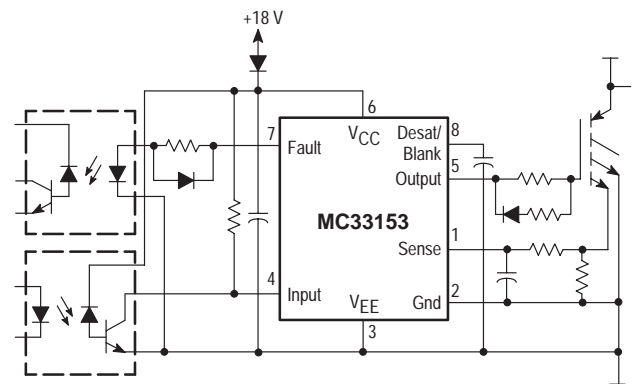 +18 V
6
VCC
7
Fault
Desat/
Blank
8
5
Output
MC33153
Sense
1
4
Input
VEE
Gnd
2
3